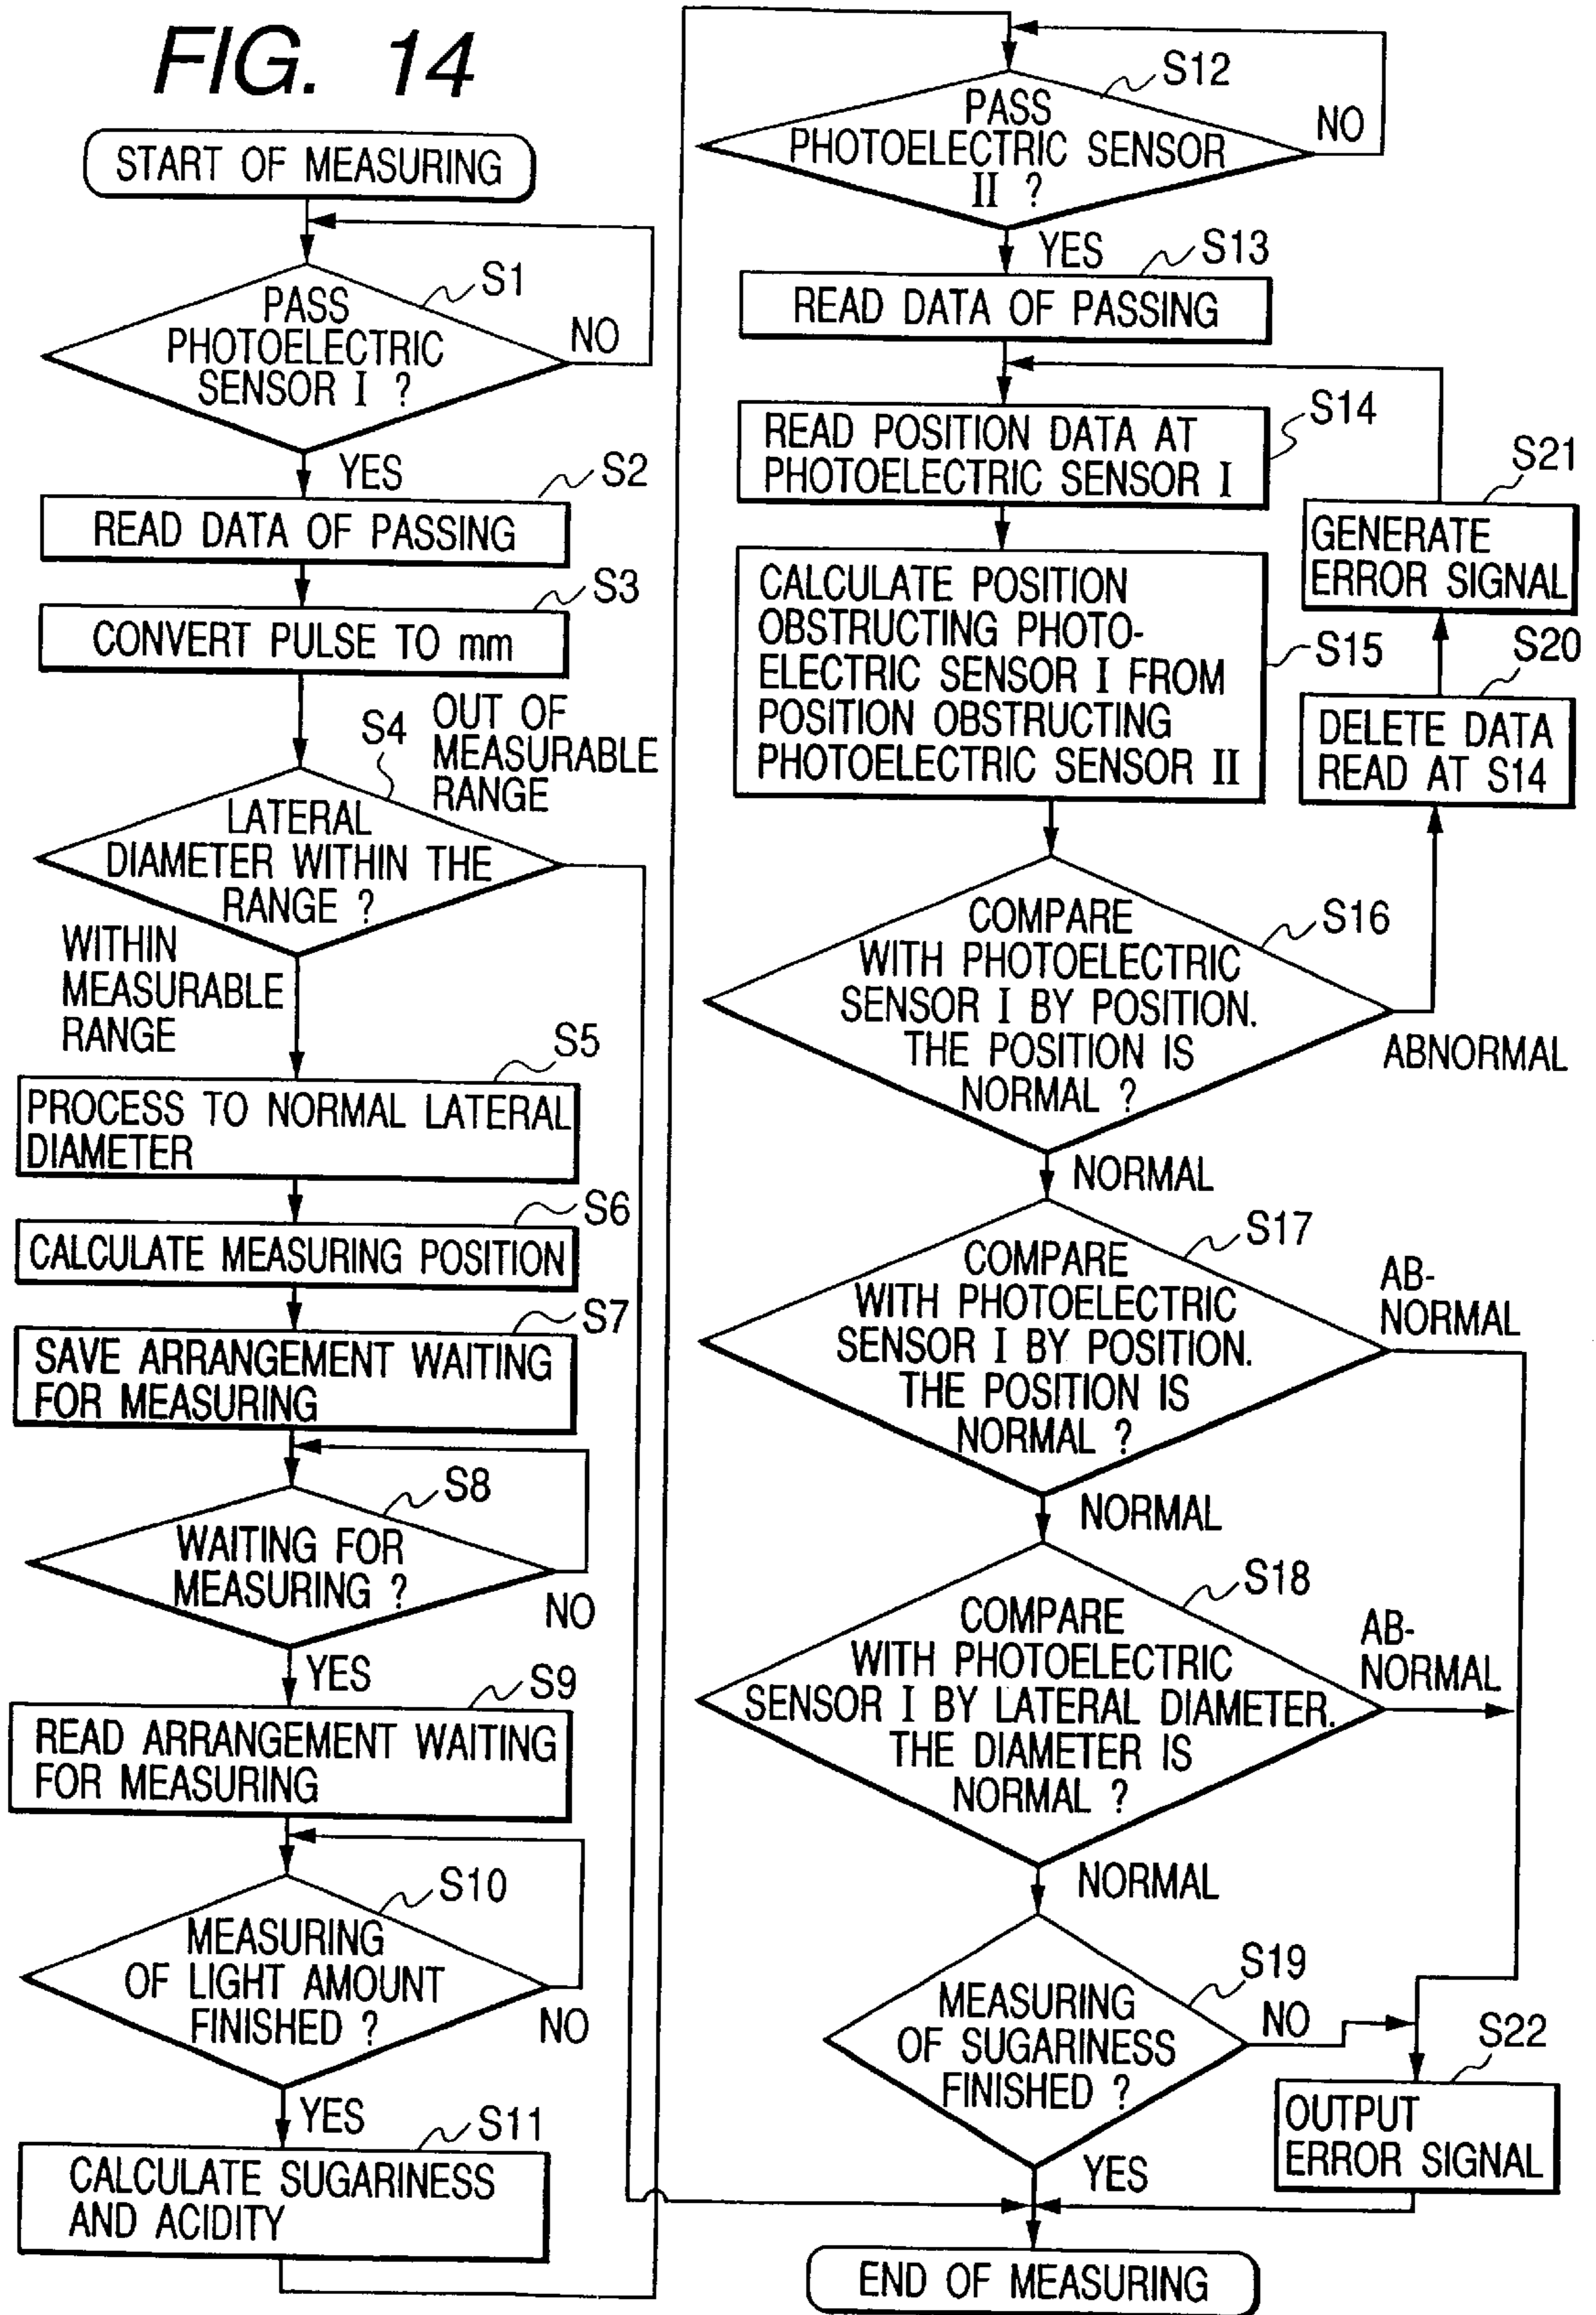 FIG. 14
START OF MEASURING
S1
PASS
PHOTOELECTRIC
SENSOR I ?
NO
YES
S2
READ DATA OF PASSING
S3
CONVERT PULSE TO mm
S4
OUT OF
MEASURABLE
RANGE
LATERAL
DIAMETER WITHIN THE
RANGE ?
WITHIN
MEASURABLE
RANGE
S5
PROCESS TO NORMAL LATERAL
DIAMETER
S6
CALCULATE MEASURING POSITION
S7
SAVE ARRANGEMENT WAITING
FOR MEASURING
S8
WAITING FOR
MEASURING ?
NO
YES
S9
READ ARRANGEMENT WAITING
FOR MEASURING
S10
MEASURING
OF LIGHT AMOUNT
FINISHED ?
NO
YES
S11
CALCULATE SUGARINESS
AND ACIDITY
S12
PASS
PHOTOELECTRIC SENSOR
II ?
NO
YES
S13
READ DATA OF PASSING
S14
READ POSITION DATA AT
PHOTOELECTRIC SENSOR I
S15
CALCULATE POSITION
OBSTRUCTING PHOTO-
ELECTRIC SENSOR I FROM
POSITION OBSTRUCTING
PHOTOELECTRIC SENSOR II
S21
GENERATE
ERROR SIGNAL
S20
DELETE DATA
READ AT S14
S16
COMPARE
WITH PHOTOELECTRIC
SENSOR I BY POSITION.
THE POSITION IS
NORMAL ?
ABNORMAL
NORMAL
S17
COMPARE
WITH PHOTOELECTRIC
SENSOR I BY POSITION.
THE POSITION IS
NORMAL ?
AB-
NORMAL
NORMAL
S18
COMPARE
WITH PHOTOELECTRIC
SENSOR I BY LATERAL DIAMETER.
THE DIAMETER IS
NORMAL ?
AB-
NORMAL
NORMAL
S19
MEASURING
OF SUGARINESS
FINISHED ?
NO
YES
S22
OUTPUT
ERROR SIGNAL
END OF MEASURING